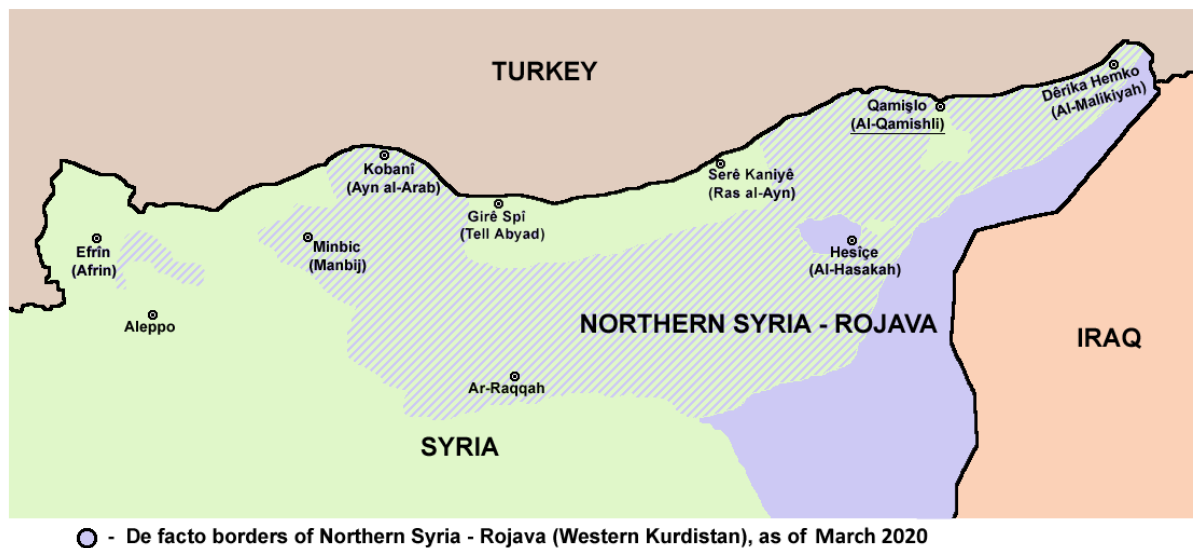 TURKEY
Dêrika Hemko
(Al-Malikiyah)
Qamişlo
(Al-Qamishli)
Kobanî
(Ayn al-Arab)
Serê Kaniyê
(Ras al-Ayn)
Girê Spî
(Tell Abyad)
Efrîn
(Afrin)
Minbic
(Manbij)
Hesîçe
(Al-Hasakah)
Aleppo
NORTHERN SYRIA - ROJAVA
IRAQ
Ar-Raqqah
SYRIA
- De facto borders of Northern Syria - Rojava (Western Kurdistan), as of March 2020